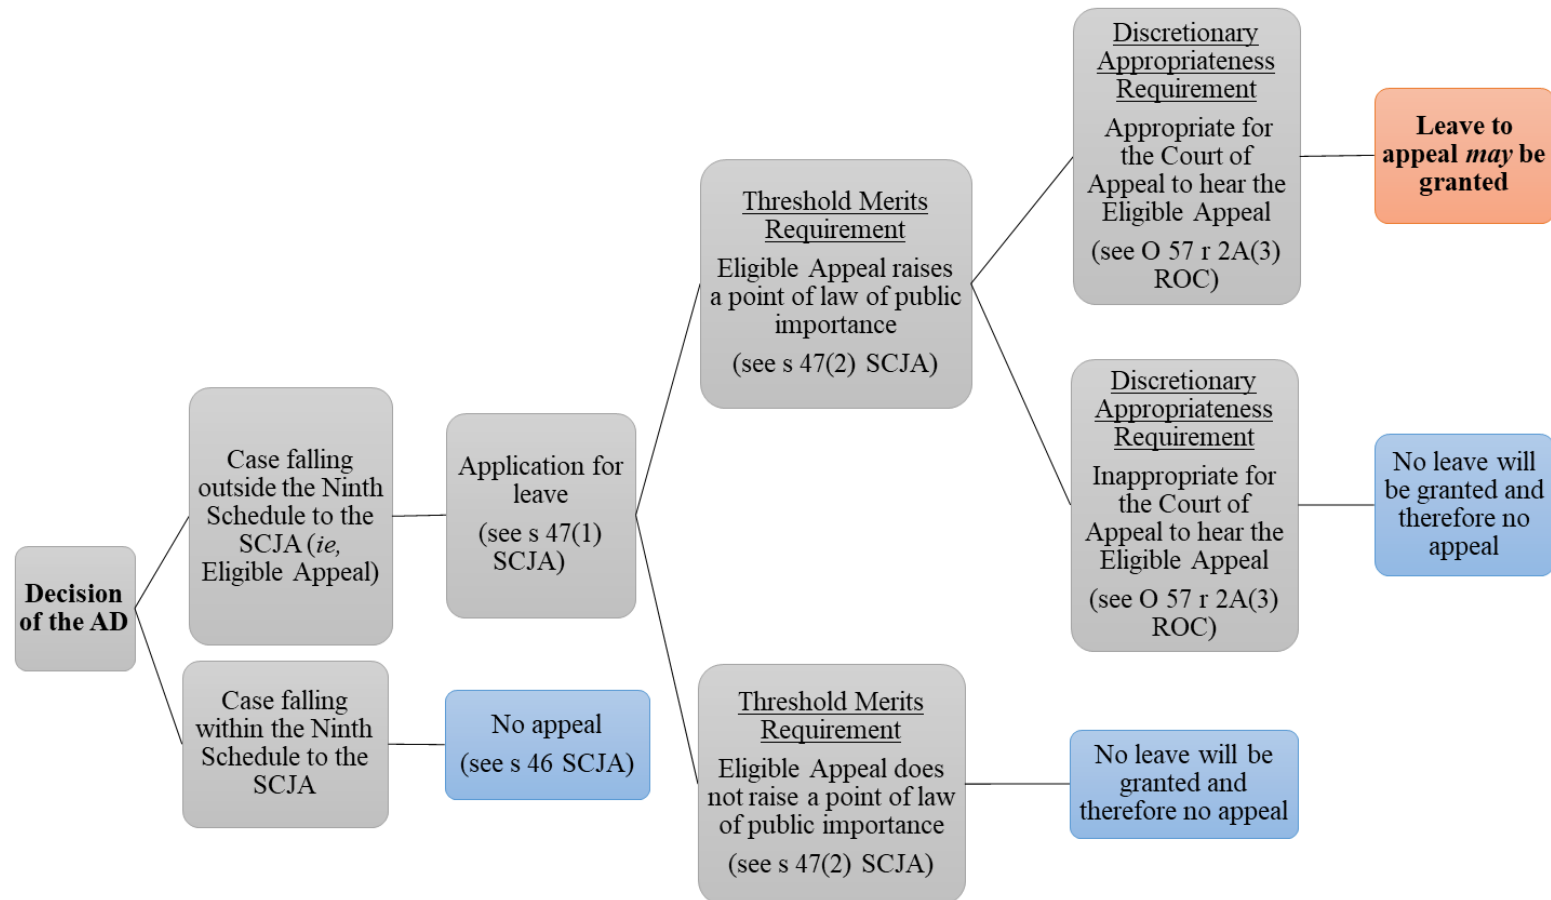 Decision
of the AD
Case falling
outside the Ninth
Schedule to the
SCJA (ie,
Eligible Appeal)
Application for
leave
(see s 47(1)
SCJA)
Threshold Merits
Requirement
Eligible Appeal raises
a point of law of public
importance
(see s 47(2) SCJA)
Discretionary
Appropriateness
Requirement
Appropriate for
the Court of
Appeal to hear the
Eligible Appeal
(see O 57 r 2A(3)
ROC)
Leave to
appeal may be
granted
Discretionary
Appropriateness
Requirement
Inappropriate for
the Court of
Appeal to hear the
Eligible Appeal
(see O 57 r 2A(3)
ROC)
No leave will
be granted and
therefore no
appeal
Threshold Merits
Requirement
Eligible Appeal does
not raise a point of law
of public importance
(see s 47(2) SCJA)
No leave will be
granted and
therefore no appeal
Case falling
within the Ninth
Schedule to the
SCJA
No appeal
(see s 46 SCJA)